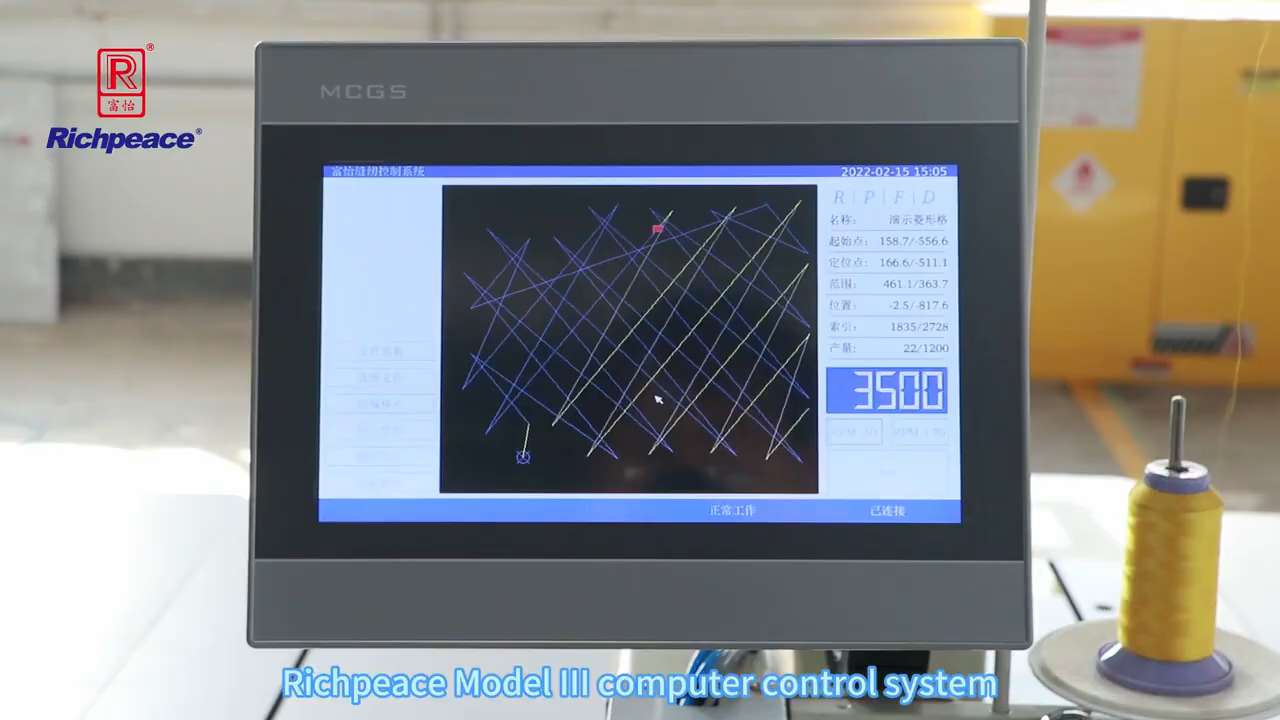 R
富怡
Richpeace
MCGS
富怡缝纫控制系统
2022-02-15 15:05
R P F D
名称: 演示菱形格
起始点: 158.7/-556.6
定位点: 166.6/-511.1
范围: 461.1/363.7
位置: -2.5/-817.6
索引: 1835/2728
产量: 22/1200
3500
正常工作
已连接
Richpeace Model III computer control system